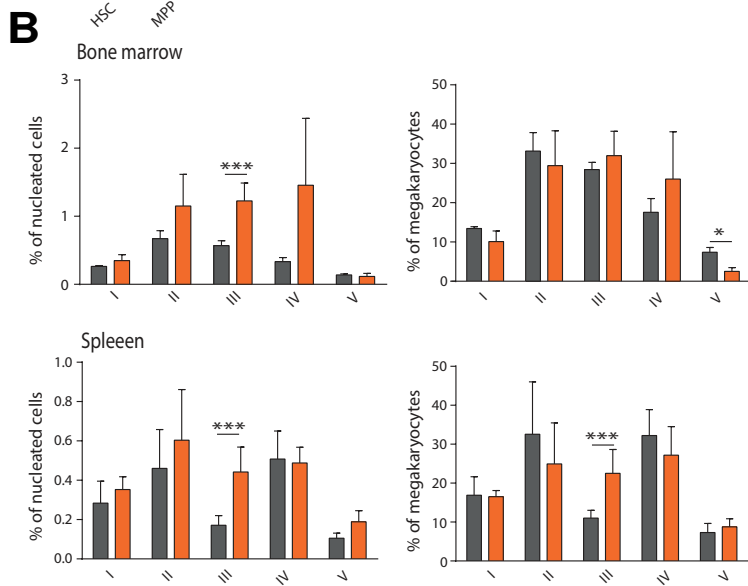 HSC MPP
B
Bone marrow
% of nucleated cells
3
2
1
0
***
I II III IV V
% of megakaryocytes
50
40
30
20
10
0
*
I II III IV V
Spleeen
% of nucleated cells
1.0
0.8
0.6
0.4
0.2
0.0
***
I II III IV V
% of megakaryocytes
50
40
30
20
10
0
***
I II III IV V